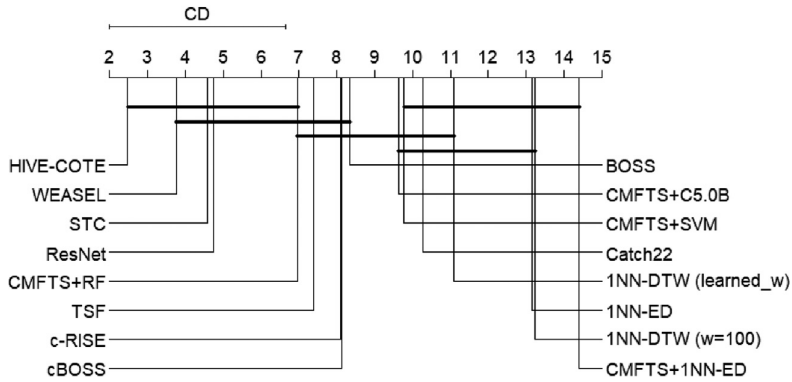 CD
2 3 4 5 6 7 8 9 10 11 12 13 14 15
HIVE-COTE
WEASEL
STC
ResNet
CMFTS+RF
TSF
c-RISE
cBOSS
BOSS
CMFTS+C5.0B
CMFTS+SVM
Catch22
1NN-DTW (learned_w)
1NN-ED
1NN-DTW (w=100)
CMFTS+1NN-ED